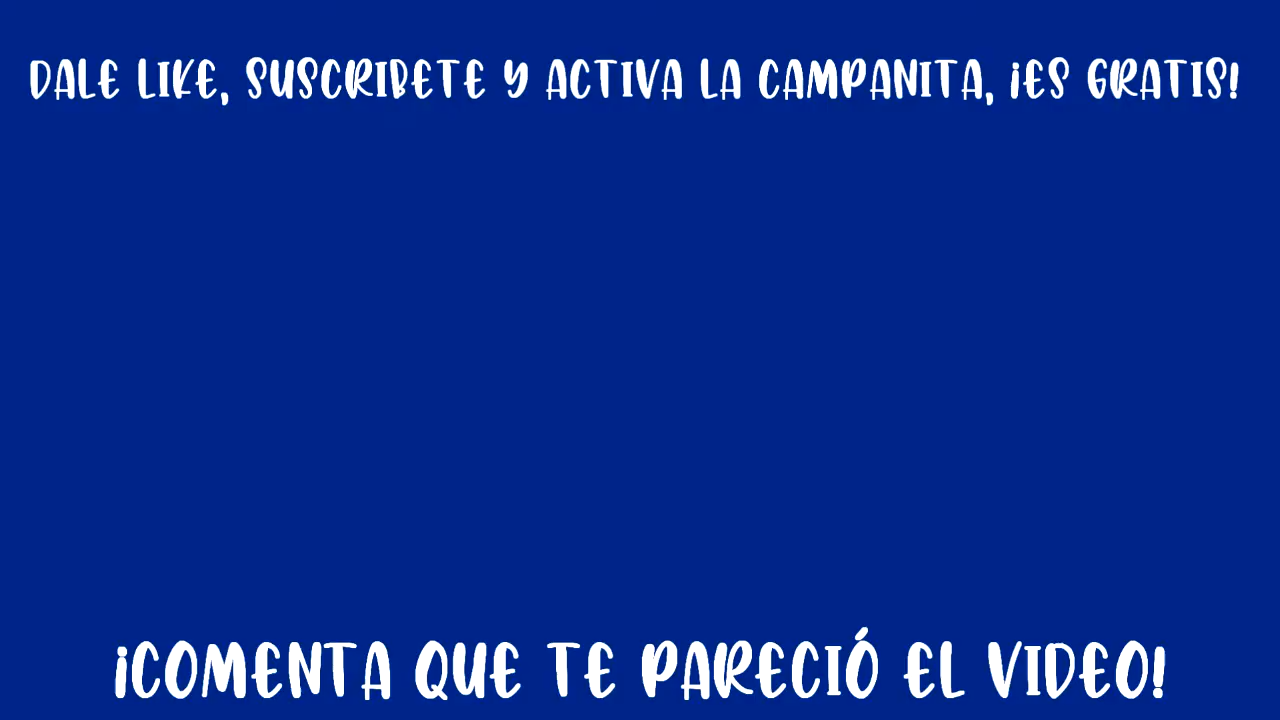 DALE LIKE, SUSCRIBETE Y ACTIVA LA CAMPANITA, ¡ES GRATIS!
¡COMENTA QUE TE PARECIÓ EL VIDEO!